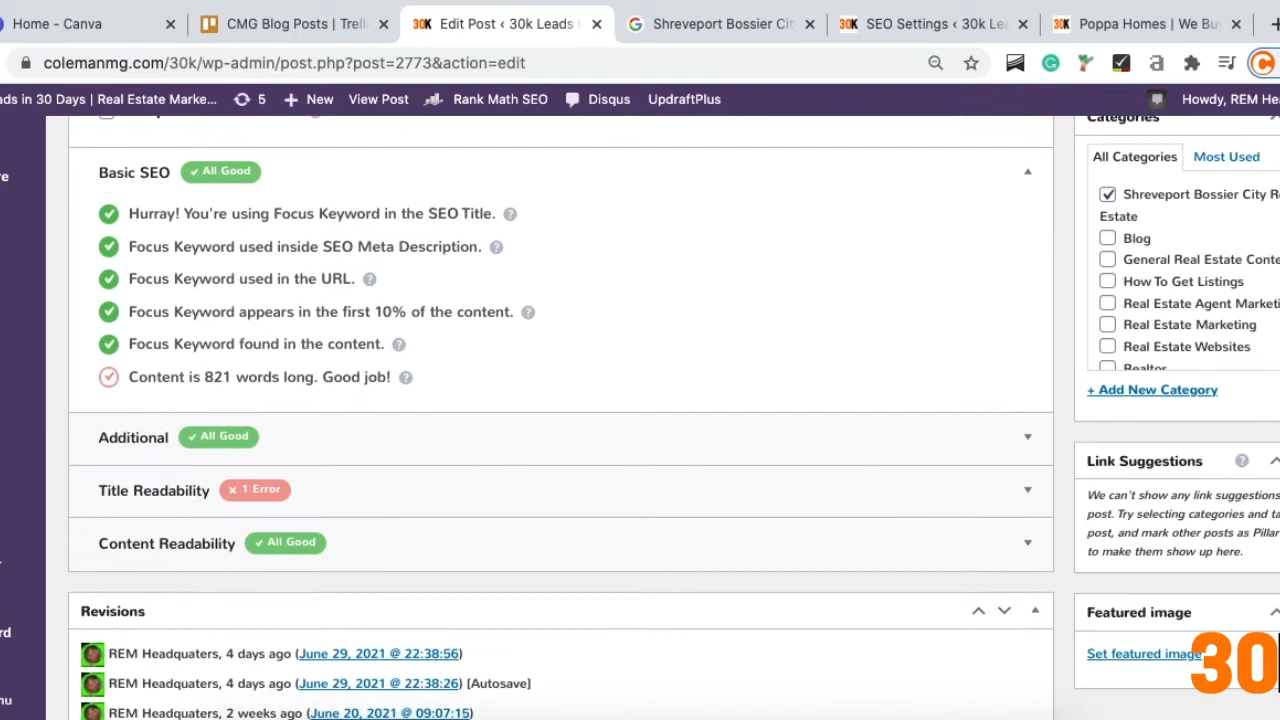 Home - Canva
CMG Blog Posts | Trell
30K Edit Post ‹ 30k Leads i
Shreveport Bossier Cit
30K SEO Settings ‹ 30k Lea
30K Poppa Homes | We Buy
colemanmg.com/30k/wp-admin/post.php?post=2773&action=edit
ads in 30 Days | Real Estate Marke... 5 New View Post Rank Math SEO Disqus UpdraftPlus Howdy, REM He
Categories
Basic SEO All Good
Hurray! You're using Focus Keyword in the SEO Title.
Focus Keyword used inside SEO Meta Description.
Focus Keyword used in the URL.
Focus Keyword appears in the first 10% of the content.
Focus Keyword found in the content.
Content is 821 words long. Good job!
Additional All Good
Title Readability 1 Error
Content Readability All Good
Revisions
REM Headquaters, 4 days ago (June 29, 2021 @ 22:38:56)
REM Headquaters, 4 days ago (June 29, 2021 @ 22:38:26) [Autosave]
REM Headquaters, 2 weeks ago (June 20, 2021 @ 09:07:15)
All Categories Most Used
Shreveport Bossier City R
Estate
Blog
General Real Estate Conte
How To Get Listings
Real Estate Agent Marketi
Real Estate Marketing
Real Estate Websites
Realtor
+ Add New Category
Link Suggestions
We can't show any link suggestions
post. Try selecting categories and ta
post, and mark other posts as Pillar
to make them show up here.
Featured image
Set featured image
30